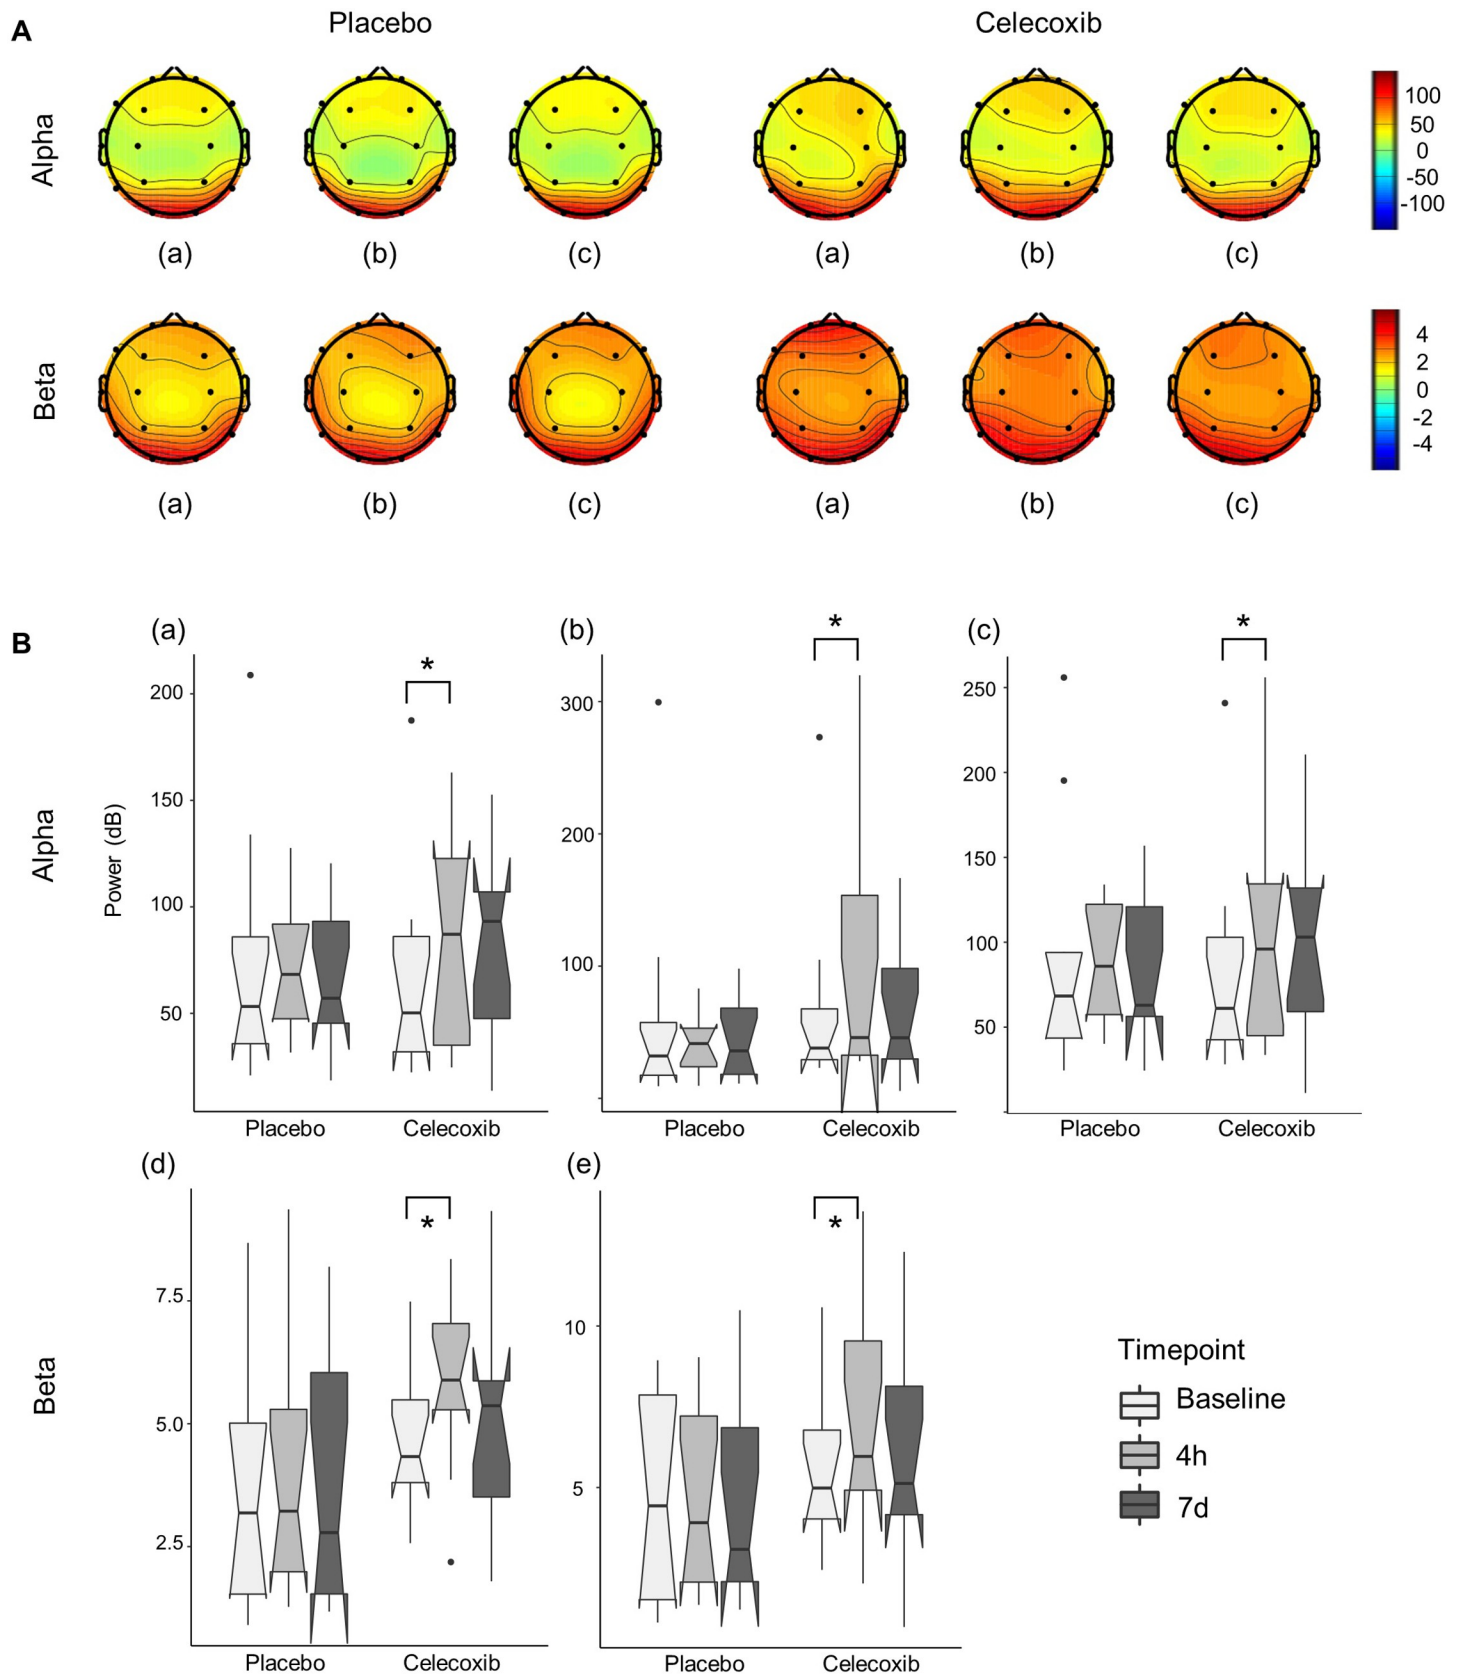 A
Placebo
Celecoxib
Alpha
100
50
0
-50
-100
(a)
(b)
(c)
(a)
(b)
(c)
Beta
4
2
0
-2
-4
(a)
(b)
(c)
(a)
(b)
(c)
B
Alpha
Power (dB)
(a)
200
150
100
50
*
Placebo
Celecoxib
(b)
300
200
100
*
Placebo
Celecoxib
(c)
250
200
150
100
50
*
Placebo
Celecoxib
Beta
(d)
7.5
5.0
2.5
*
Placebo
Celecoxib
(e)
10
5
*
Placebo
Celecoxib
Timepoint
Baseline
4h
7d